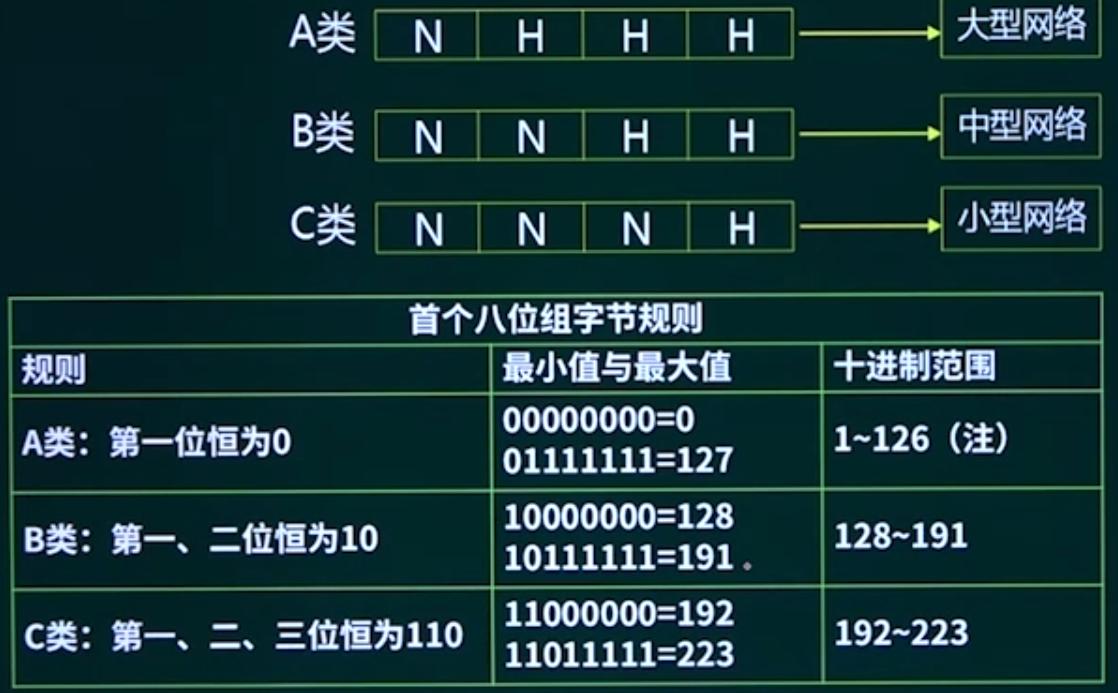 A类 N H H H 大型网络
B类 N N H H 中型网络
C类 N N N H 小型网络
首个八位组字节规则
规则 最小值与最大值 十进制范围
A类：第一位恒为0 00000000=0 1~126（注）
01111111=127
B类：第一、二位恒为10 10000000=128 128~191
10111111=191
C类：第一、二、三位恒为110 11000000=192 192~223
11011111=223